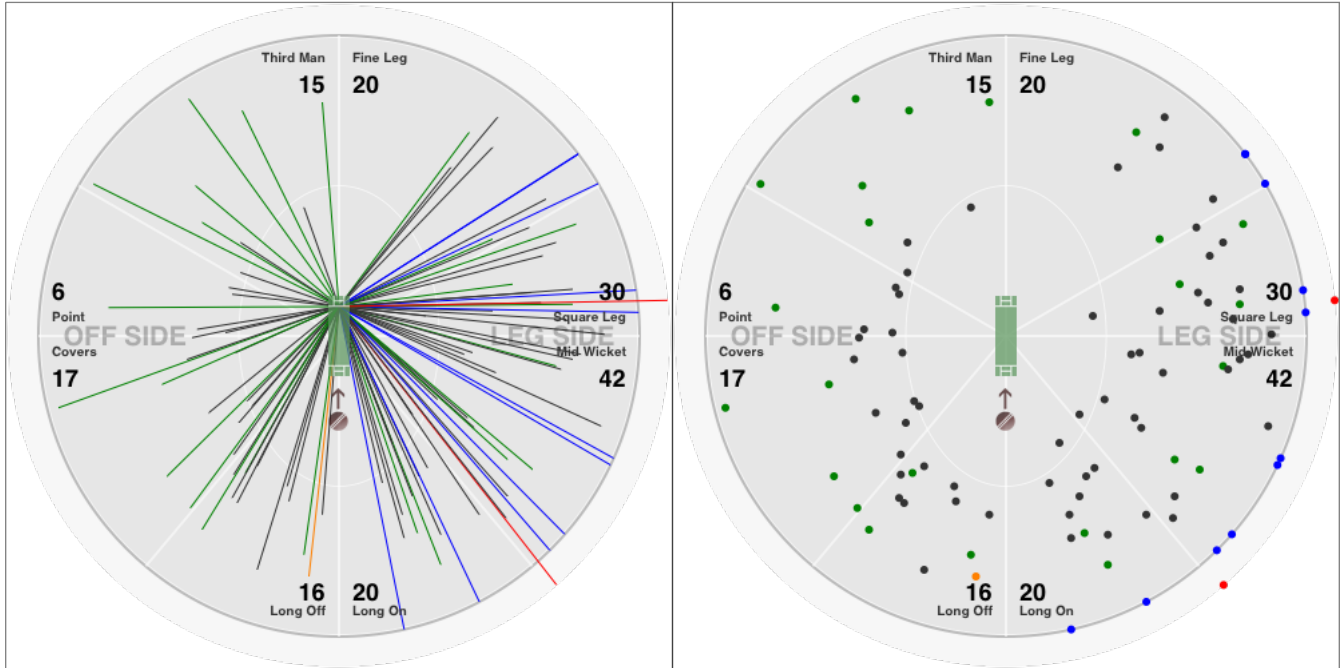 Third Man Fine Leg
15 20
6 30
Point Square Leg
OFF SIDE LEG SIDE
Covers Mid Wicket
17 42
16 20
Long Off Long On
Third Man Fine Leg
15 20
6 30
Point Square Leg
OFF SIDE LEG SIDE
Covers Mid Wicket
17 42
16 20
Long Off Long On